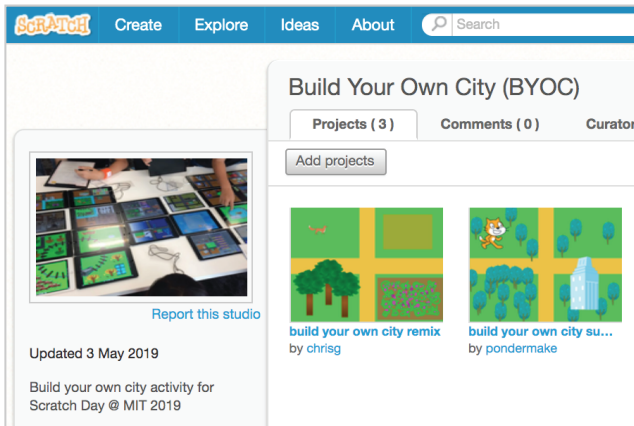 SCRATCH Create Explore Ideas About Search
Build Your Own City (BYOC)
Projects ( 3 ) Comments ( 0 ) Curator
Add projects
Report this studio
Updated 3 May 2019
Build your own city activity for
Scratch Day @ MIT 2019
build your own city remix
by chrisg
build your own city su...
by pondermake